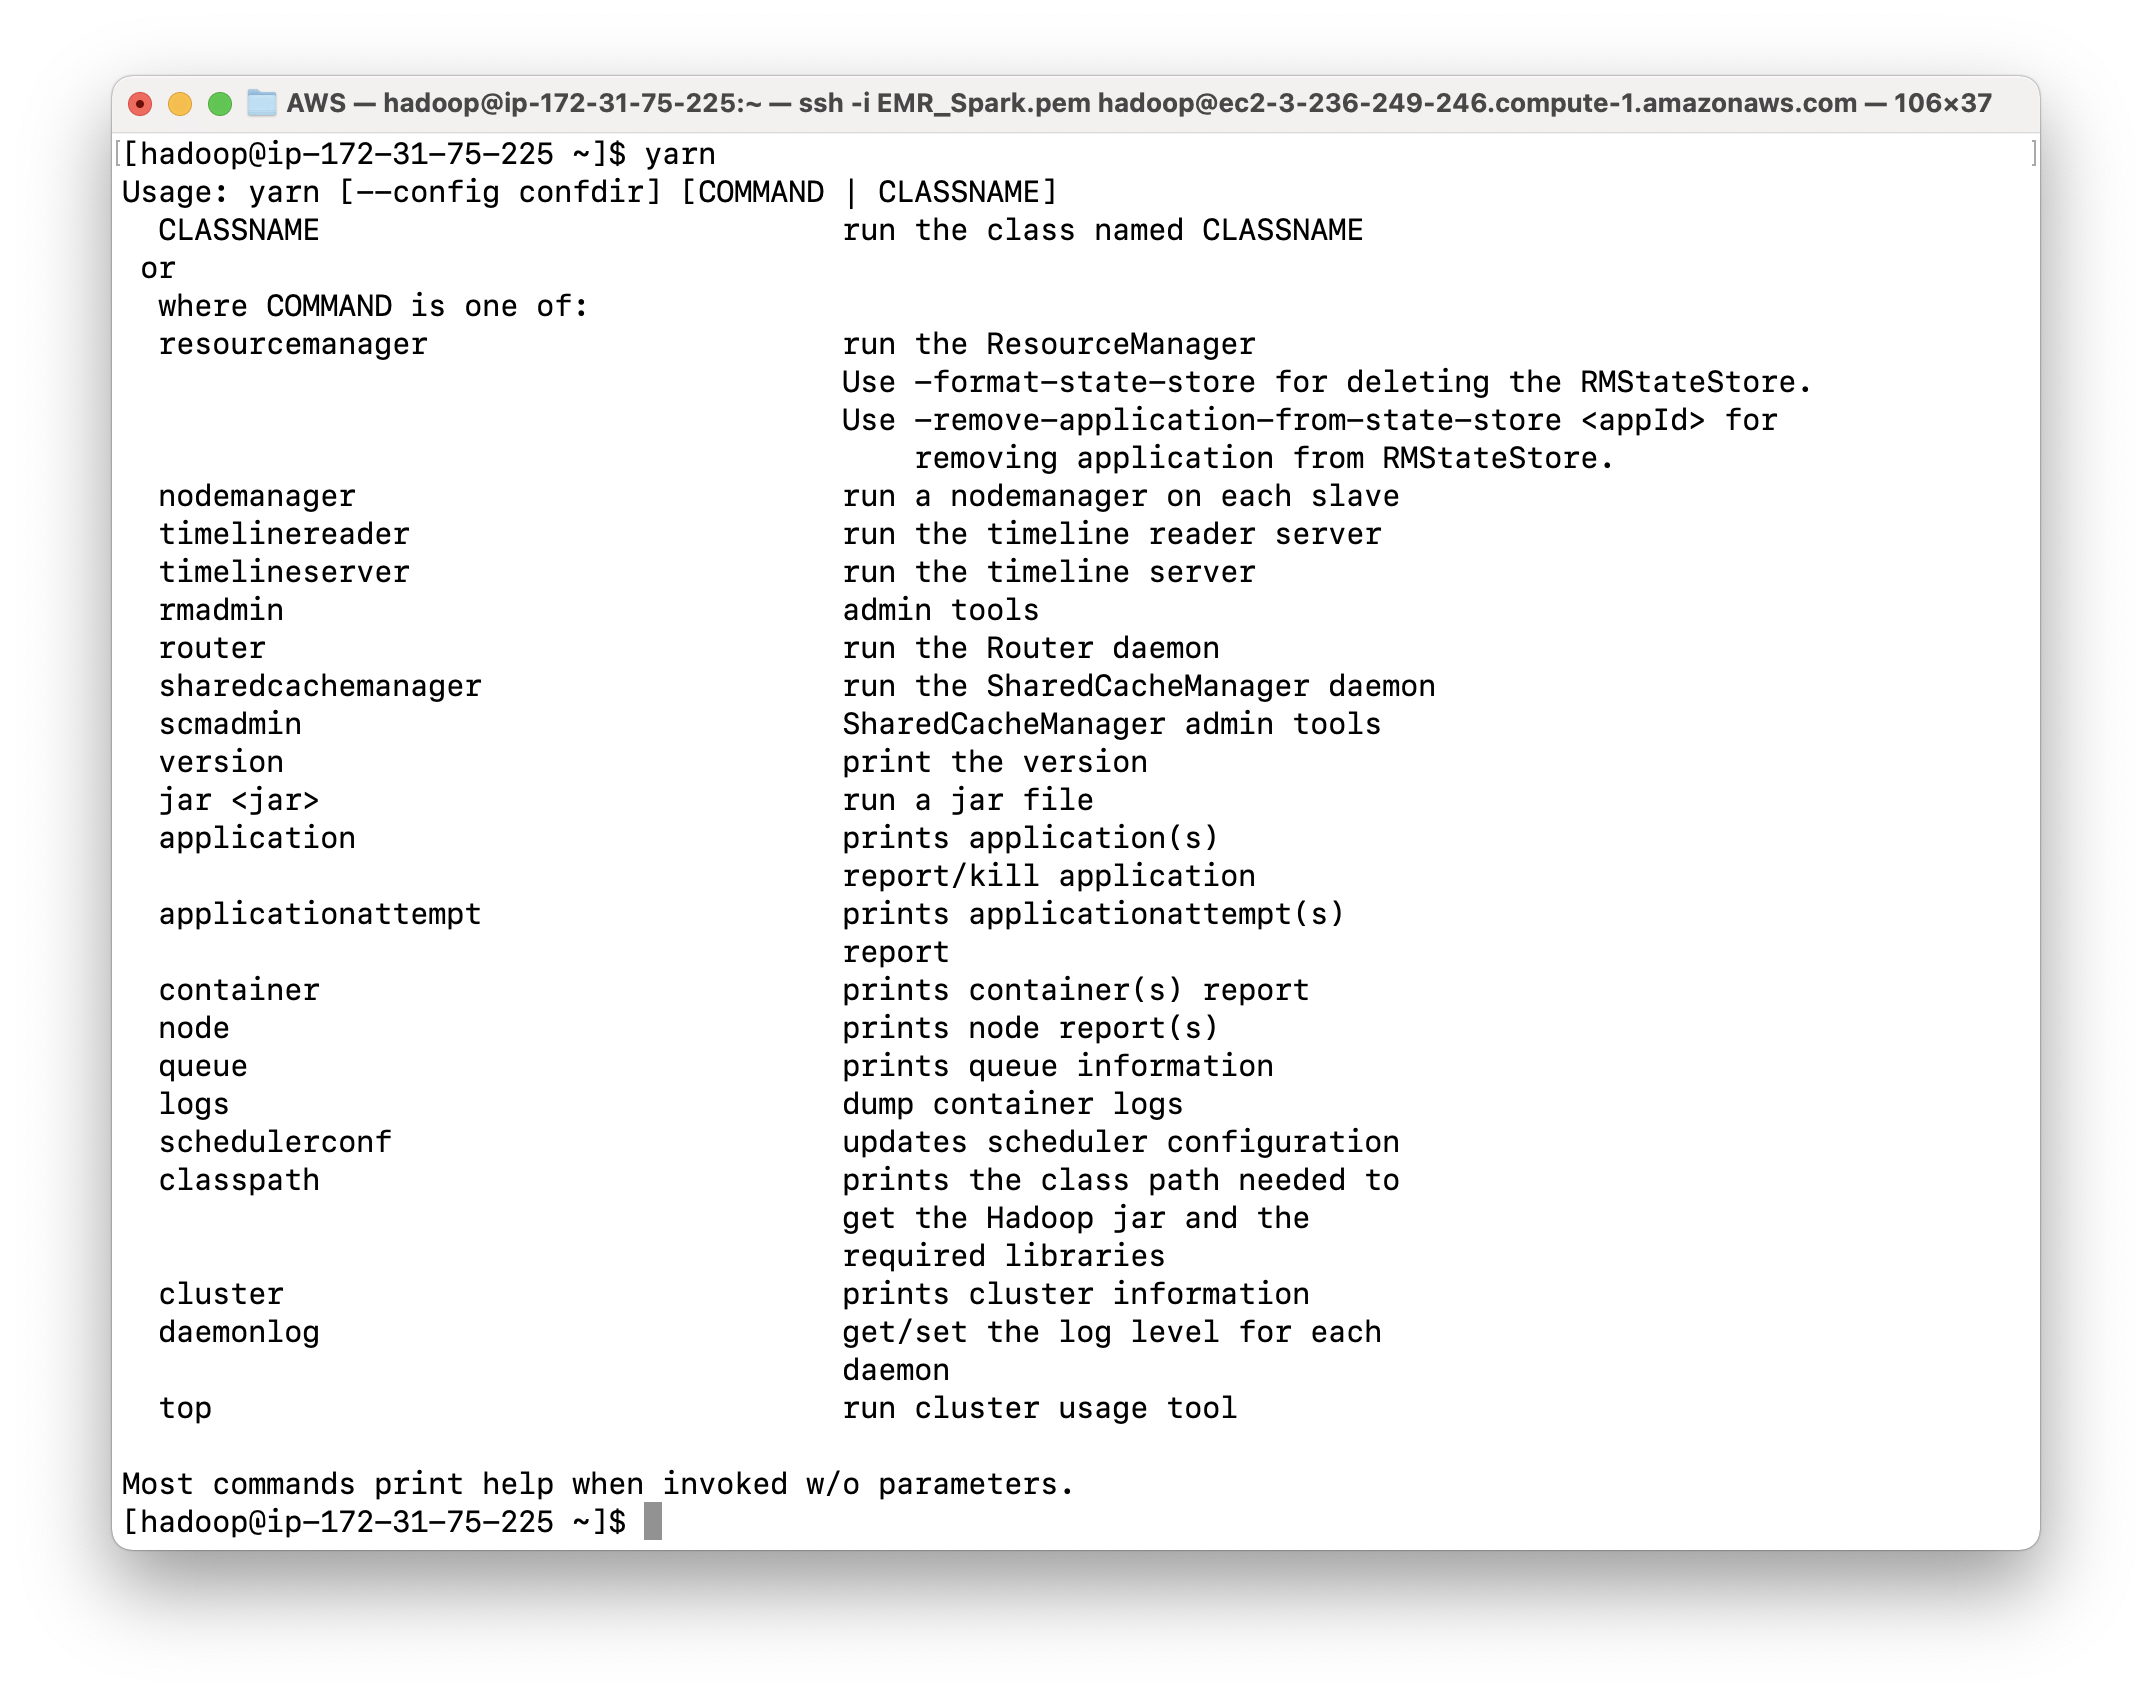 AWS — hadoop@ip-172-31-75-225:~ — ssh -i EMR_Spark.pem hadoop@ec2-3-236-249-246.compute-1.amazonaws.com — 106×37
[[hadoop@ip-172-31-75-225 ~]$ yarn ]
Usage: yarn [--config confdir] [COMMAND | CLASSNAME]
  CLASSNAME                             run the class named CLASSNAME
 or
  where COMMAND is one of:
  resourcemanager                       run the ResourceManager
                                        Use -format-state-store for deleting the RMStateStore.
                                        Use -remove-application-from-state-store <appId> for
                                            removing application from RMStateStore.
  nodemanager                           run a nodemanager on each slave
  timelinereader                        run the timeline reader server
  timelineserver                        run the timeline server
  rmadmin                               admin tools
  router                                run the Router daemon
  sharedcachemanager                    run the SharedCacheManager daemon
  scmadmin                              SharedCacheManager admin tools
  version                               print the version
  jar <jar>                             run a jar file
  application                           prints application(s)
                                        report/kill application
  applicationattempt                    prints applicationattempt(s)
                                        report
  container                             prints container(s) report
  node                                  prints node report(s)
  queue                                 prints queue information
  logs                                  dump container logs
  schedulerconf                         updates scheduler configuration
  classpath                             prints the class path needed to
                                        get the Hadoop jar and the
                                        required libraries
  cluster                               prints cluster information
  daemonlog                             get/set the log level for each
                                        daemon
  top                                   run cluster usage tool

Most commands print help when invoked w/o parameters.
[hadoop@ip-172-31-75-225 ~]$